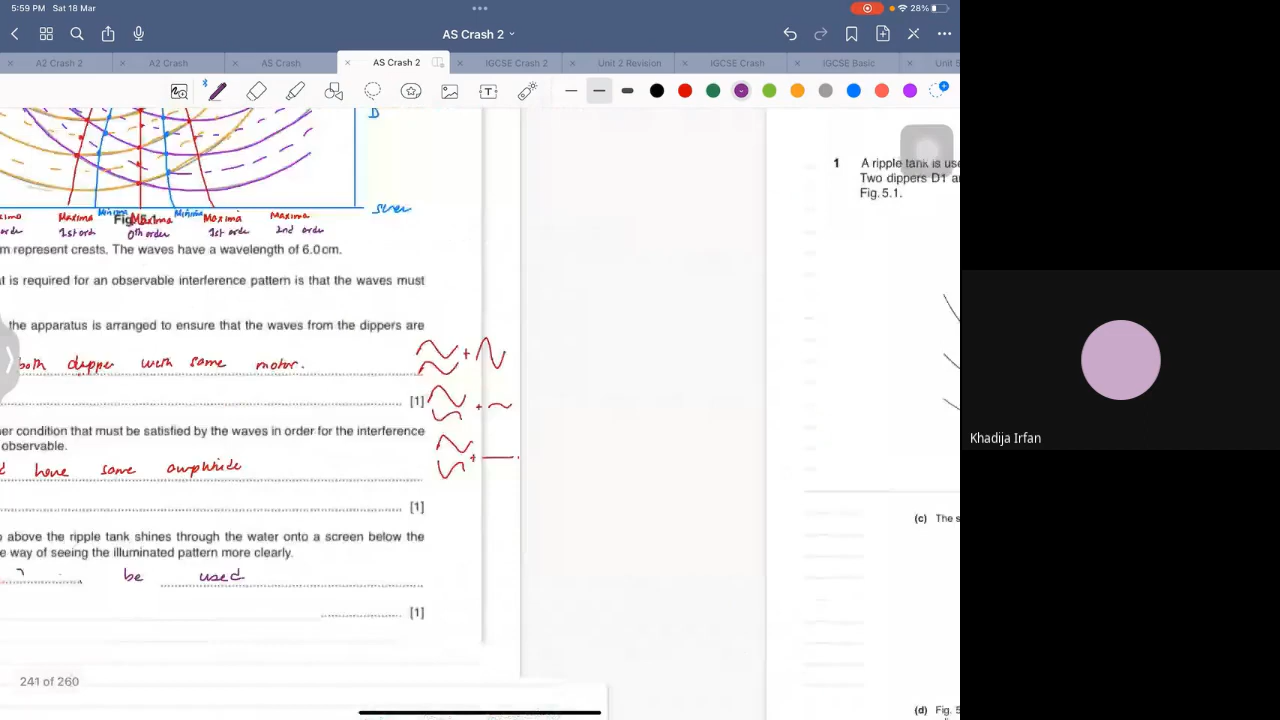 5:59 PM Sat 18 Mar
28%
AS Crash 2
A2 Crash 2
A2 Crash
AS Crash
AS Crash 2
IGCSE Crash 2
Unit 2 Revision
IGCSE Crash
IGCSE Basic
Unit 5
D
Maxima Minima Maxima Minima Maxima Maxima
order 1st order 0th order 1st order 2nd order
m represent crests. The waves have a wavelength of 6.0cm.
t is required for an observable interference pattern is that the waves must
the apparatus is arranged to ensure that the waves from the dippers are
both dipper with same motor.
[1]
er condition that must be satisfied by the waves in order for the interference
observable.
have same amplitude
[1]
above the ripple tank shines through the water onto a screen below the
e way of seeing the illuminated pattern more clearly.
be used
[1]
241 of 260
1 A ripple tank is use
Two dippers D1 a
Fig. 5.1.
(c) The s
(d) Fig. 5
Khadija Irfan